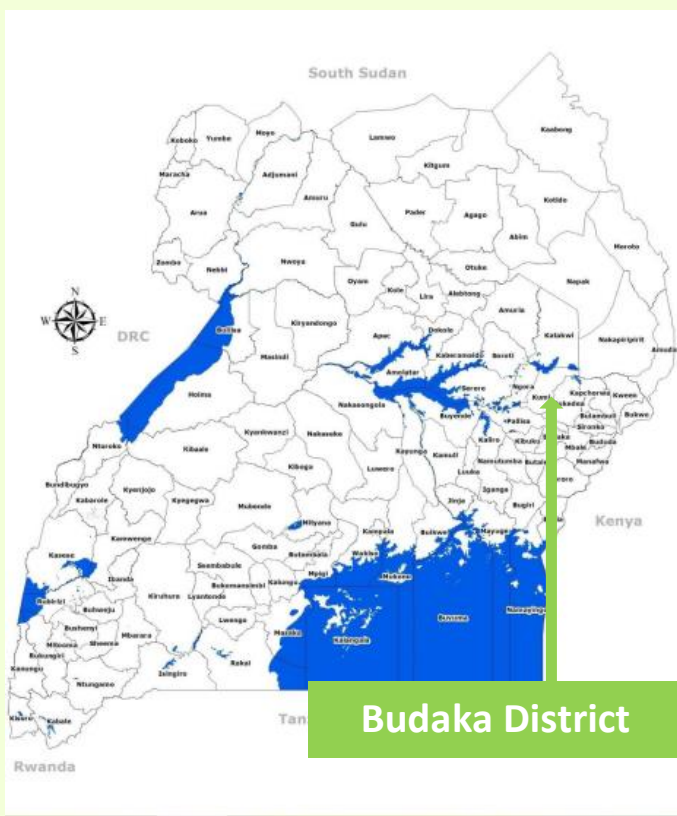 South Sudan
Kaabong
Koboko
Yumbe
Moyo
Lamwo
Kitgum
Maracha
Adjumani
Arua
Amuru
Kotido
Gulu
Pader
Agago
Abim
Moroto
Zombo
Nebbi
Nwoya
Otuke
Oyam
Kole
Lira
Alebtong
Napak
N
W
E
S
DRC
Buliisa
Kiryandongo
Amuria
Apac
Dokolo
Katakwi
Nakapiripirit
Masindi
Kaberamaido
Soroti
Amudat
Amolatar
Hoima
Serere
Ngora
Kapchorwa
Kween
Nakasongola
Buyende
Pallisa
Bulambuli
Bukwo
Sironko
Kyankwanzi
Nakaseke
Kaliro
Kibuku
Mbale
Bududa
Ntoroko
Kibaale
Kayunga
Kamuli
Namutumba
Manafwa
Kiboga
Luwero
Luuka
Bundibugyo
Kyenjojo
Iganga
Kabarole
Kyegegwa
Mubende
Jinja
Bugiri
Mityana
Kenya
Kamwenge
Gomba
Kampala
Buikwe
Mayuge
Kasese
Butambala
Wakiso
Sembabule
Mpigi
Ibanda
Bukomansimbi
Kalungu
Mukono
Rubirizi
Kiruhura
Lyantonde
Namayingo
Buhweju
Buvuma
Bushenyi
Lwengo
Masaka
Mbarara
Kalangala
Mitooma
Sheema
Rukungiri
Rakai
Kanungu
Isingiro
Ntungamo
Budaka District
Kisoro
Kabale
Rwanda